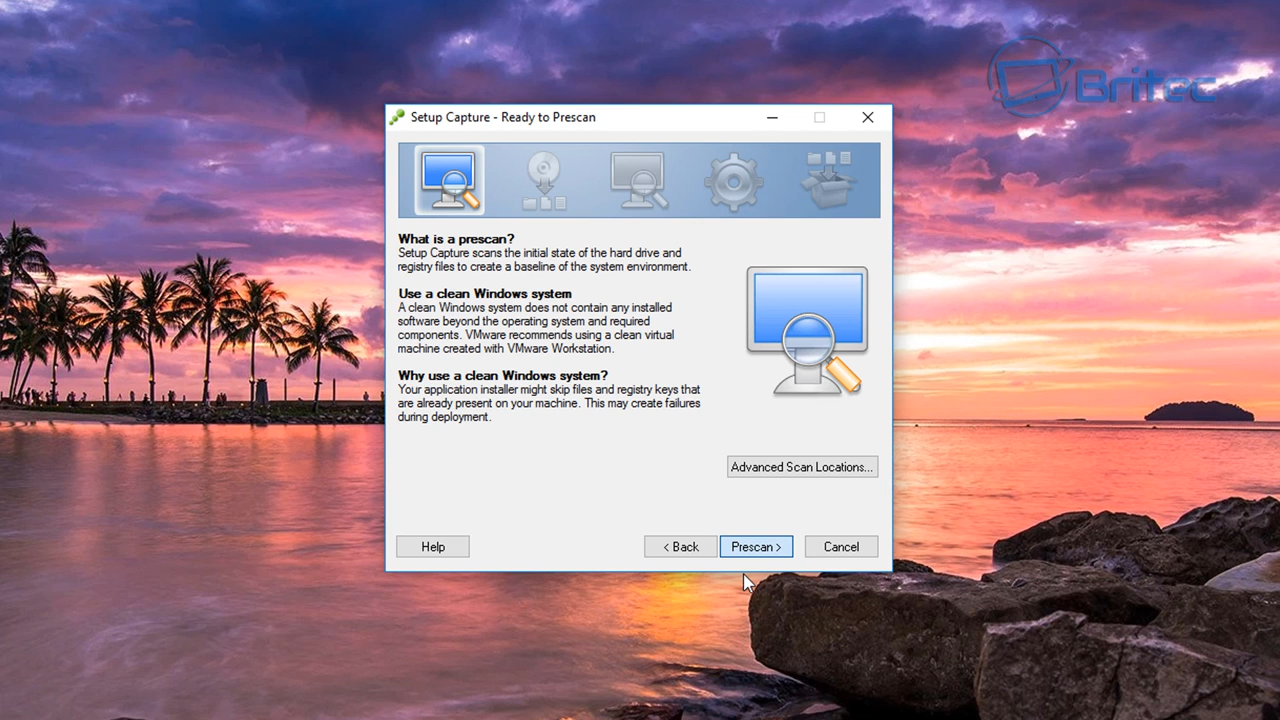 Britec
Setup Capture - Ready to Prescan
What is a prescan?
Setup Capture scans the initial state of the hard drive and
registry files to create a baseline of the system environment.
Use a clean Windows system
A clean Windows system does not contain any installed
software beyond the operating system and required
components. VMware recommends using a clean virtual
machine created with VMware Workstation.
Why use a clean Windows system?
Your application installer might skip files and registry keys that
are already present on your machine. This may create failures
during deployment.
Advanced Scan Locations...
Help
< Back
Prescan >
Cancel